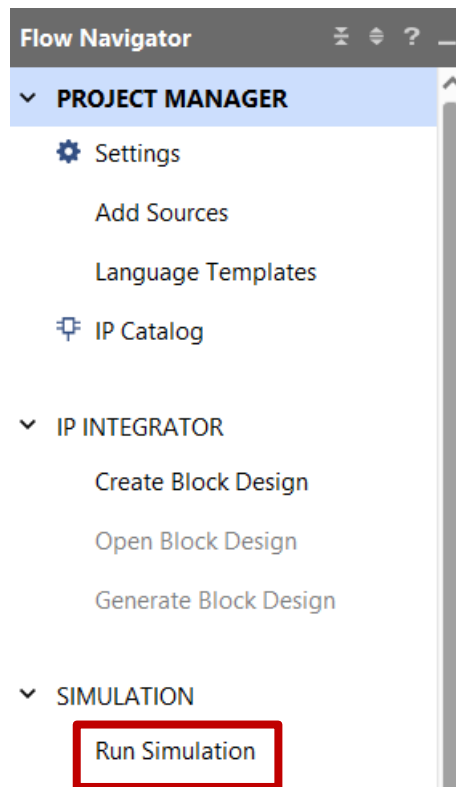 Flow Navigator ?
PROJECT MANAGER
Settings
Add Sources
Language Templates
IP Catalog
IP INTEGRATOR
Create Block Design
Open Block Design
Generate Block Design
SIMULATION
Run Simulation